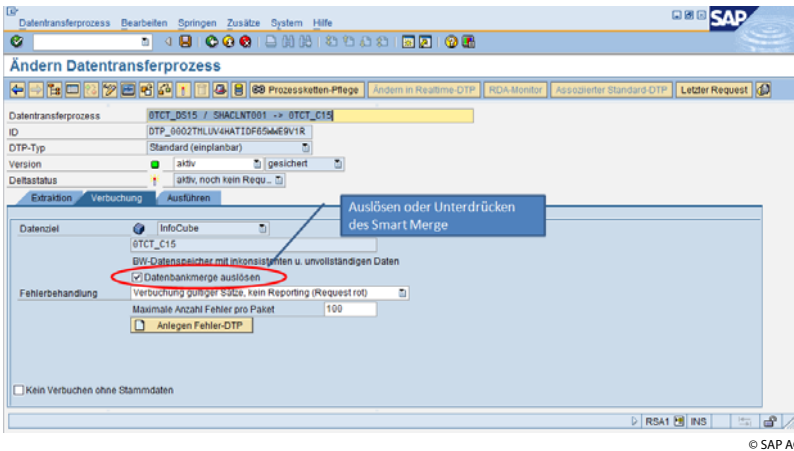 Datentransferprozess Bearbeiten Springen Zusätze System Hilfe
SAP
Ändern Datentransferprozess
Prozessketten-Pflege Ändern in Realtime-DTP RDA-Monitor Assoziierter Standard-DTP Letzter Request
Datentransferprozess 0TCT_DS15 / SHACLNT001 -> 0TCT_C15
ID DTP_0002TMLUV4HATIDF65WWE9V1R
DTP-Typ Standard (einplanbar)
Version aktiv gesichert
Deltastatus aktiv, noch kein Requ..
Extraktion Verbuchung Ausführen
Auslösen oder Unterdrücken
des Smart Merge
Datenziel InfoCube
0TCT_C15
BW-Datenspeicher mit inkonsistenten u. unvollständigen Daten
Datenbankmerge auslösen
Fehlerbehandlung Verbuchung gültiger Sätze, kein Reporting (Request rot)
Maximale Anzahl Fehler pro Paket 100
Anlegen Fehler-DTP
Kein Verbuchen ohne Stammdaten
RSA1 INS
© SAP A